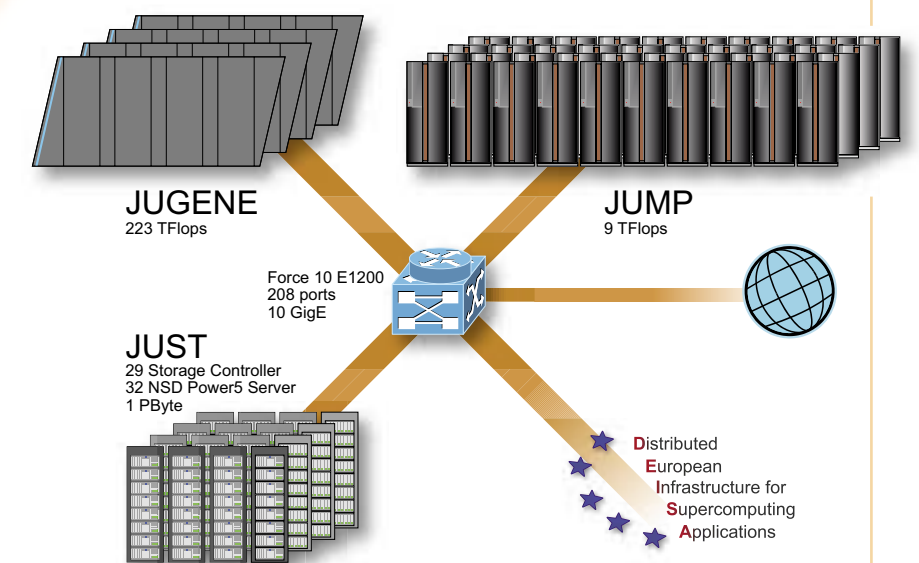 JUGENE
223 TFlops
JUMP
9 TFlops
Force 10 E1200
208 ports
10 GigE
JUST
29 Storage Controller
32 NSD Power5 Server
1 PByte
Distributed
European
Infrastructure for
Supercomputing
Applications